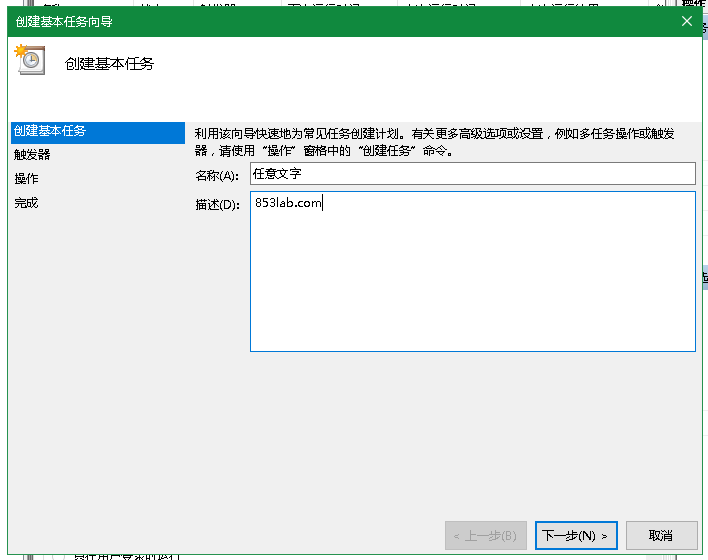 创建基本任务向导
创建基本任务
创建基本任务
触发器
操作
完成
利用该向导快速地为常见任务创建计划。有关更多高级选项或设置，例如多任务操作或触发
器，请使用“操作”窗格中的“创建任务”命令。
名称(A):
任意文字
描述(D):
853lab.com
< 上一步(B)
下一步(N) >
取消